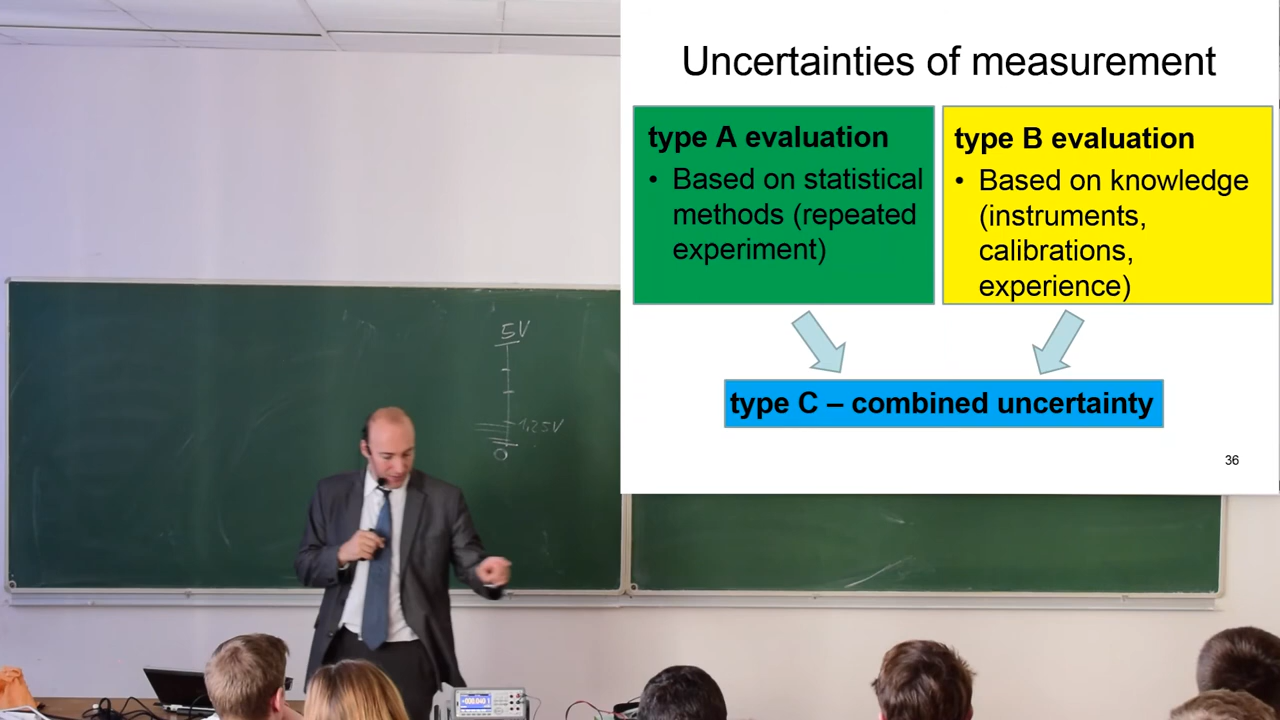 Uncertainties of measurement
type A evaluation
• Based on statistical
methods (repeated
experiment)
type B evaluation
• Based on knowledge
(instruments,
calibrations,
experience)
type C – combined uncertainty
36
5V
1,25V
0